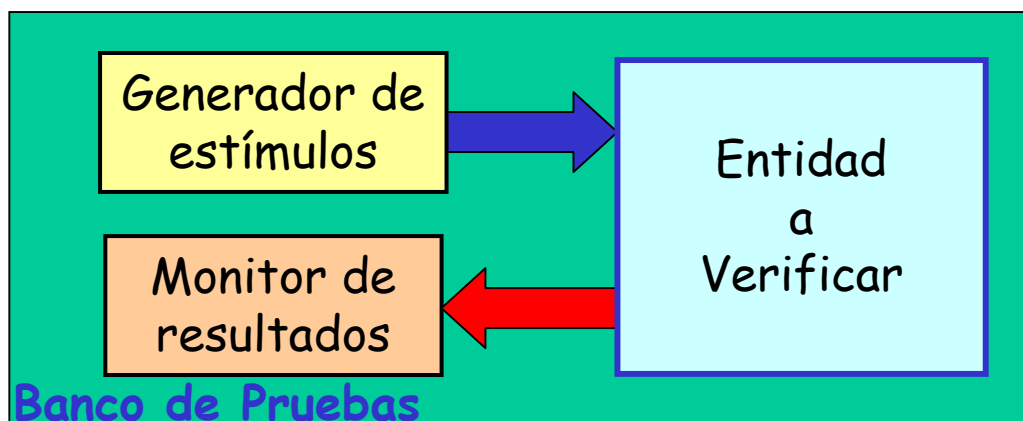 Generador de
estímulos
Entidad
a
Verificar
Monitor de
resultados
Banco de Pruebas